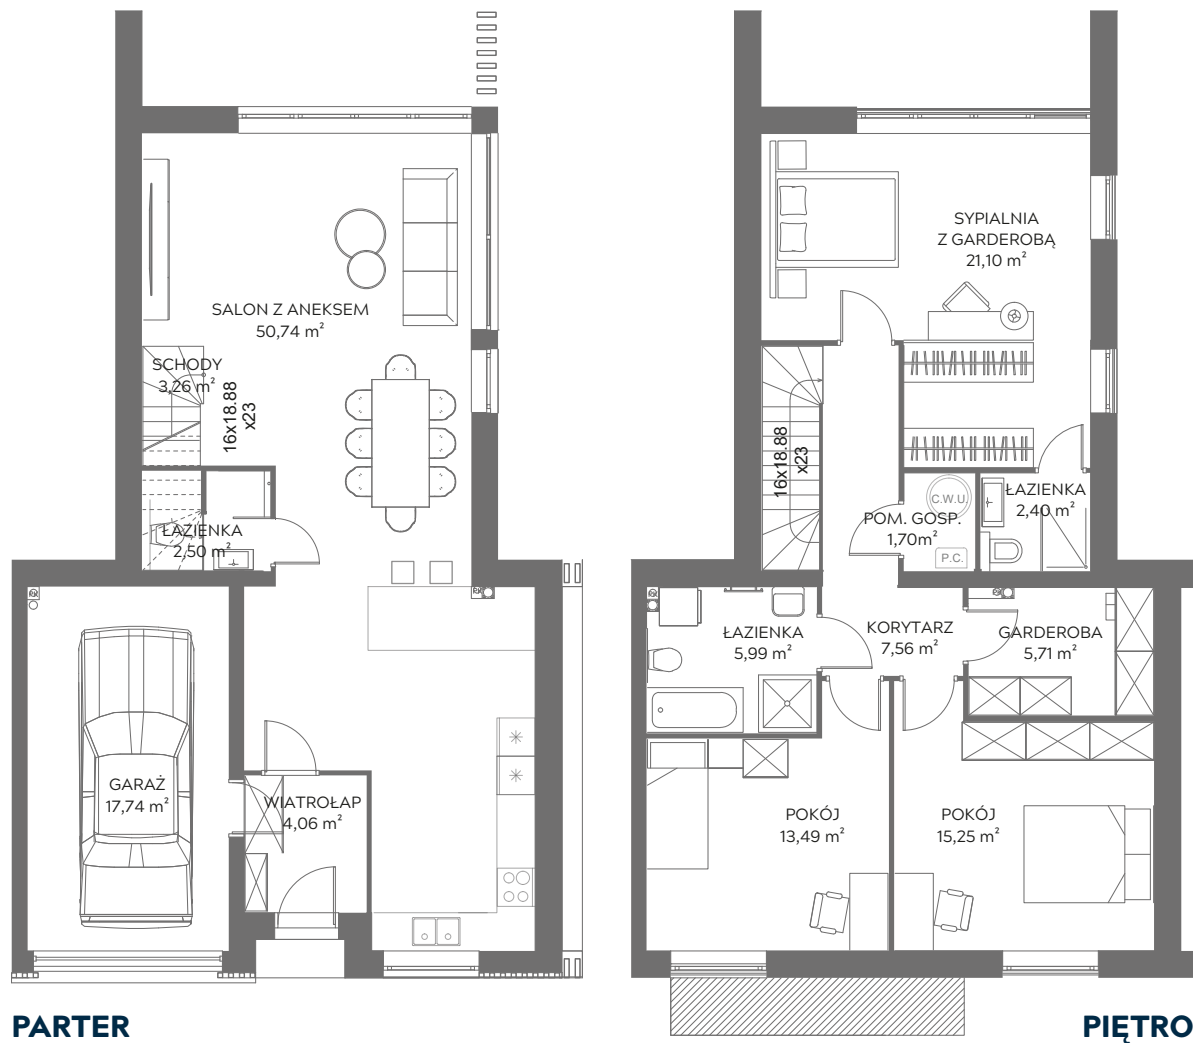 SALON Z ANEKSEM
50,74 m²
SCHODY
3,26 m²
16x18.88
x23
ŁAZIENKA
2,50 m²
GARAŻ
17,74 m²
WIATROŁAP
4,06 m²
PARTER
SYPIALNIA
Z GARDEROBĄ
21,10 m²
16x18.88
x23
C.W.U.
POM. GOSP.
1,70m²
P.C.
ŁAZIENKA
2,40 m²
ŁAZIENKA
5,99 m²
KORYTARZ
7,56 m²
GARDEROBA
5,71 m²
POKÓJ
13,49 m²
POKÓJ
15,25 m²
PIĘTRO